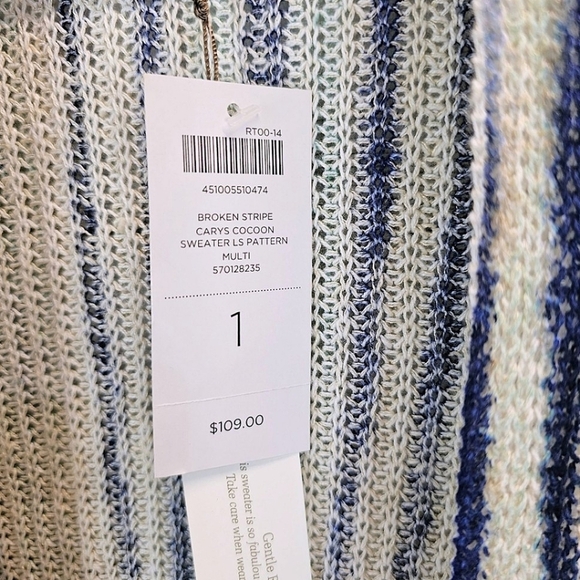 RT00-14
451005510474
BROKEN STRIPE
CARYS COCOON
SWEATER LS PATTERN
MULTI
570128235
1
$109.00
Gentle
is sweater is so fabulou
Take care when wea